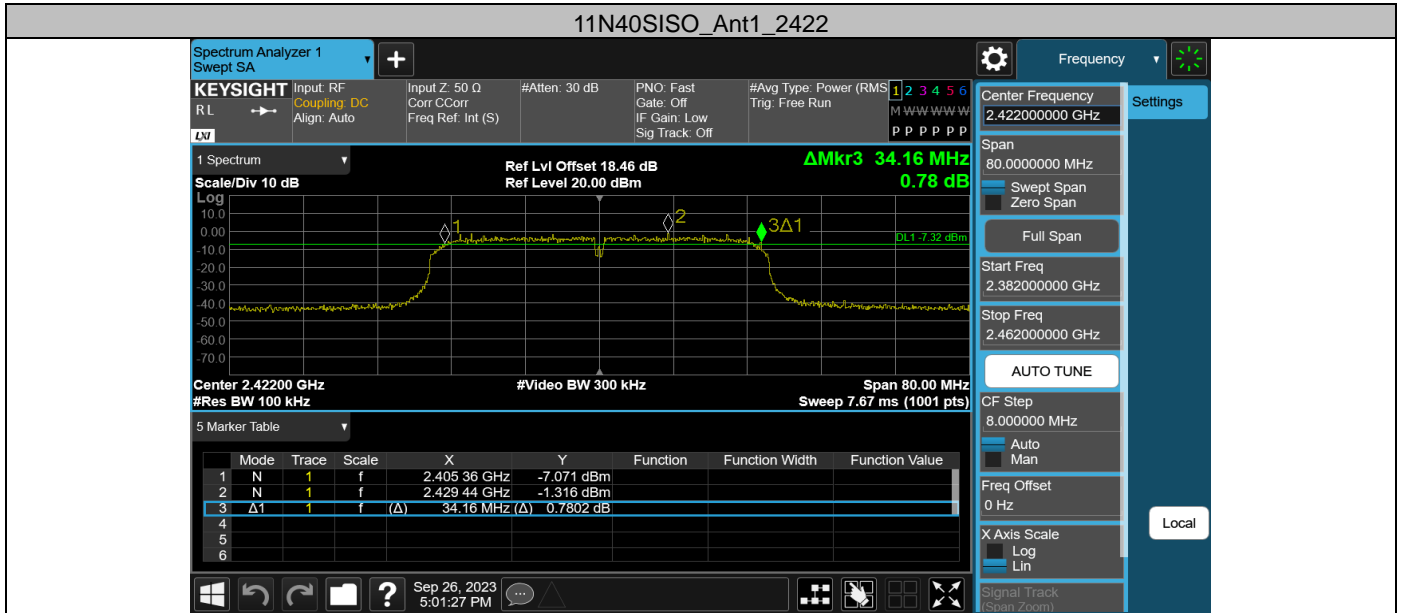 11N40SISO_Ant1_2422
Spectrum Analyzer 1
Swept SA
Frequency
KEYSIGHT
RL
LXI
Input: RF
Coupling: DC
Align: Auto
Input Z: 50 Ω
Corr CCorr
Freq Ref: Int (S)
#Atten: 30 dB
PNO: Fast
Gate: Off
IF Gain: Low
Sig Track: Off
#Avg Type: Power (RMS
Trig: Free Run
1 2 3 4 5 6
M W W W W W
P P P P P P
1 Spectrum
Scale/Div 10 dB
Ref Lvl Offset 18.46 dB
Ref Level 20.00 dBm
ΔMkr3 34.16 MHz
0.78 dB
Log
10.0
0.00
-10.0
-20.0
-30.0
-40.0
-50.0
-60.0
-70.0
1
2
3Δ1
DL1 -7.32 dBm
Center 2.42200 GHz
#Video BW 300 kHz
Span 80.00 MHz
#Res BW 100 kHz
Sweep 7.67 ms (1001 pts)
5 Marker Table
Mode Trace Scale X Y Function Function Width Function Value
1 N 1 f 2.405 36 GHz -7.071 dBm
2 N 1 f 2.429 44 GHz -1.316 dBm
3 Δ1 1 f (Δ) 34.16 MHz (Δ) 0.7802 dB
4
5
6
Sep 26, 2023
5:01:27 PM
Center Frequency
2.422000000 GHz
Span
80.0000000 MHz
Swept Span
Zero Span
Full Span
Start Freq
2.382000000 GHz
Stop Freq
2.462000000 GHz
AUTO TUNE
CF Step
8.000000 MHz
Auto
Man
Freq Offset
0 Hz
X Axis Scale
Log
Lin
Signal Track
(Span Zoom)
Settings
Local